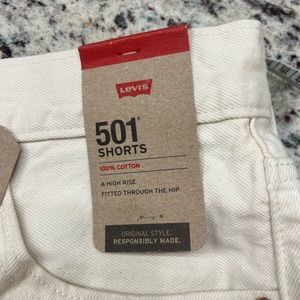 Levi's
501®
SHORTS
100% COTTON
A HIGH RISE
FITTED THROUGH THE HIP
ORIGINAL STYLE.
RESPONSIBLY MADE.